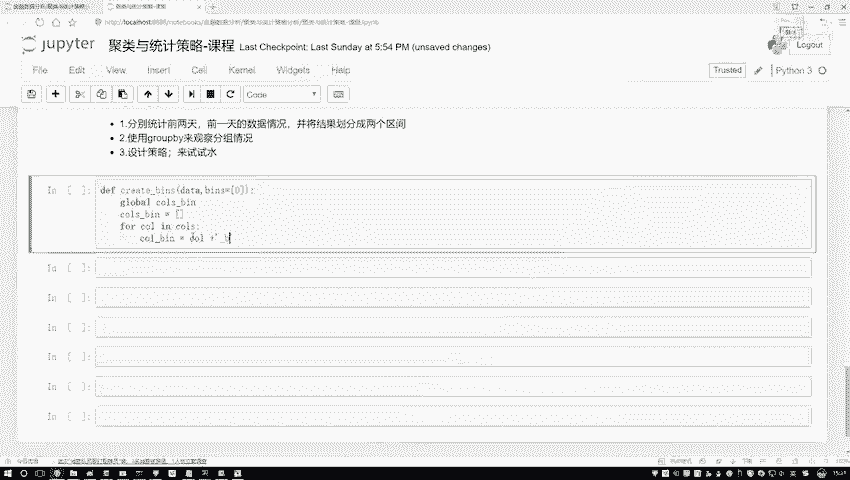 http://localhost:8888/notebooks/
jupyter 聚类与统计策略-课程 Last Checkpoint: Last Sunday at 5:54 PM (unsaved changes)
Logout
File Edit View Insert Cell Kernel Widgets Help
Trusted Python 3
Code
1.分别统计前两天，前一天的数据情况，并将结果划分成两个区间
2.使用groupby来观察分组情况
3.设计策略；来试试水
In [ ]: def create_bins(data,bins=[0]):
global cols_bin
cols_bin = []
for col in cols:
col_bin = col +'_b
In [ ]:
In [ ]:
In [ ]:
In [ ]:
In [ ]:
In [ ]: